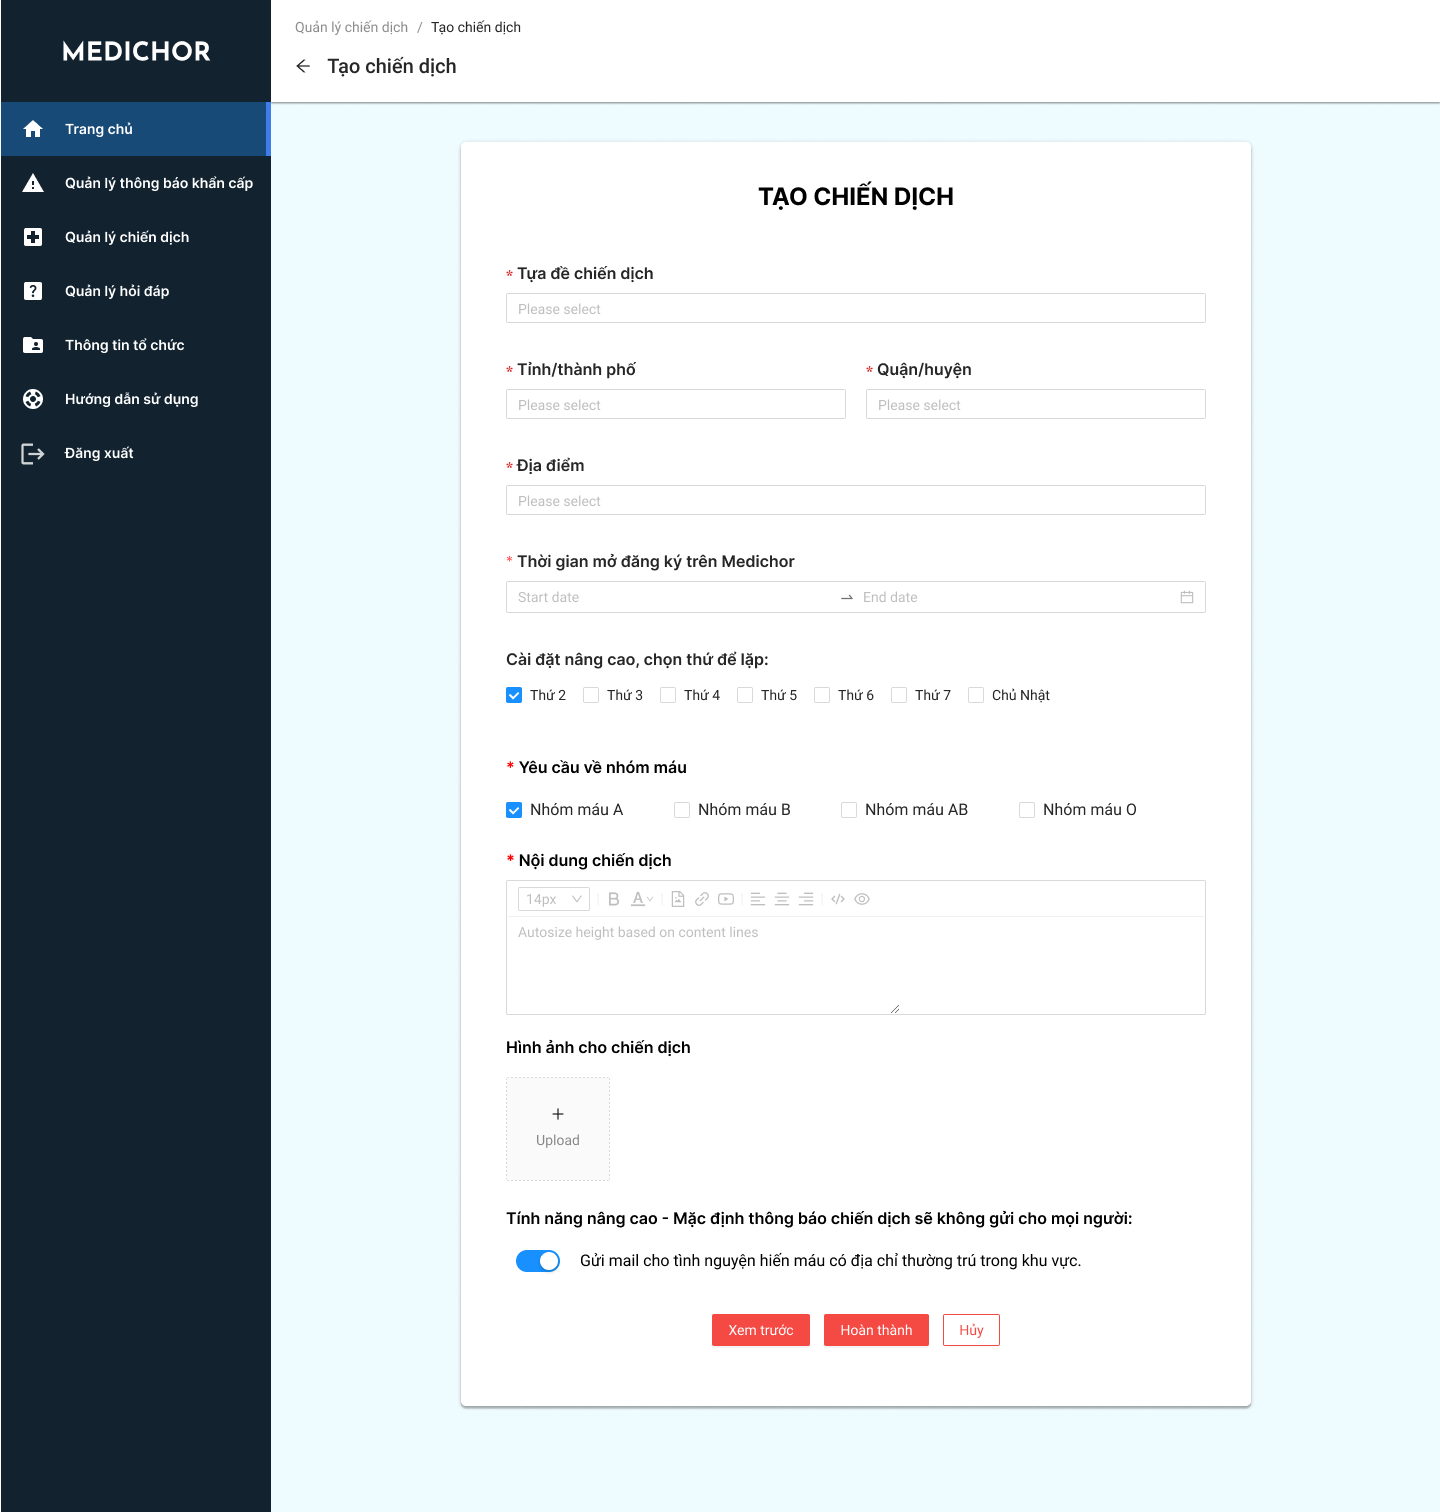 MEDICHOR
Trang chủ
Quản lý thông báo khẩn cấp
Quản lý chiến dịch
Quản lý hỏi đáp
Thông tin tổ chức
Hướng dẫn sử dụng
Đăng xuất
Quản lý chiến dịch / Tạo chiến dịch
Tạo chiến dịch
TẠO CHIẾN DỊCH
* Tựa đề chiến dịch
Please select
* Tỉnh/thành phố
* Quận/huyện
Please select
Please select
* Địa điểm
Please select
* Thời gian mở đăng ký trên Medichor
Start date
End date
Cài đặt nâng cao, chọn thứ để lặp:
Thứ 2 Thứ 3 Thứ 4 Thứ 5 Thứ 6 Thứ 7 Chủ Nhật
* Yêu cầu về nhóm máu
Nhóm máu A Nhóm máu B Nhóm máu AB Nhóm máu O
* Nội dung chiến dịch
14px B A
Autosize height based on content lines
Hình ảnh cho chiến dịch
Upload
Tính năng nâng cao - Mặc định thông báo chiến dịch sẽ không gửi cho mọi người:
Gửi mail cho tình nguyện hiến máu có địa chỉ thường trú trong khu vực.
Xem trước Hoàn thành Hủy